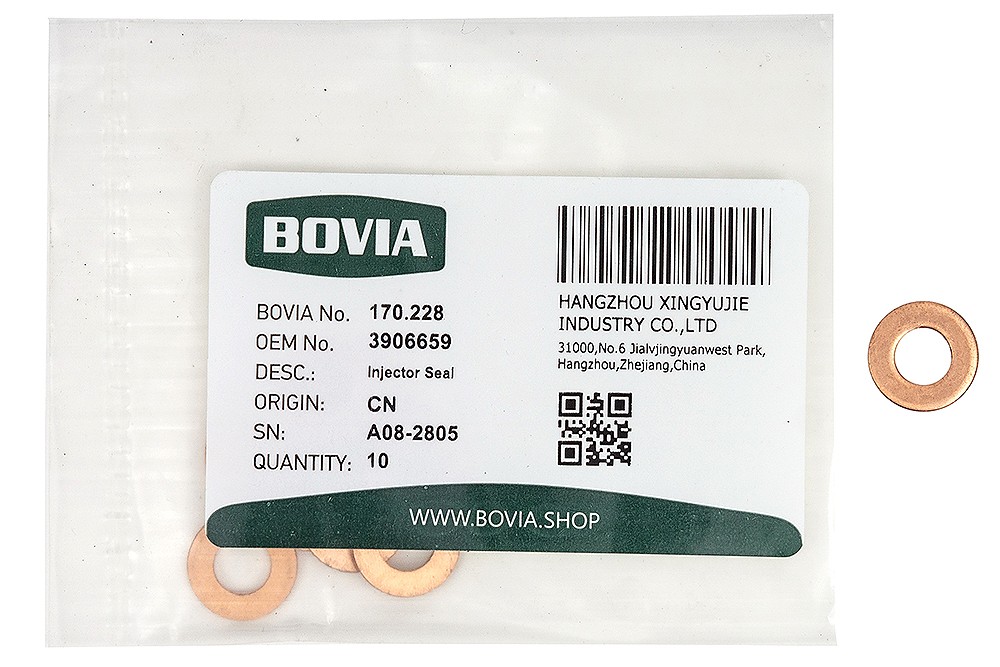 BOVIA
BOVIA No. 170.228
OEM No. 3906659
DESC.: Injector Seal
ORIGIN: CN
SN: A08-2805
QUANTITY: 10
HANGZHOU XINGYUJIE
INDUSTRY CO.,LTD
31000,No.6 Jialvjingyuanwest Park,
Hangzhou,Zhejiang,China
WWW.BOVIA.SHOP